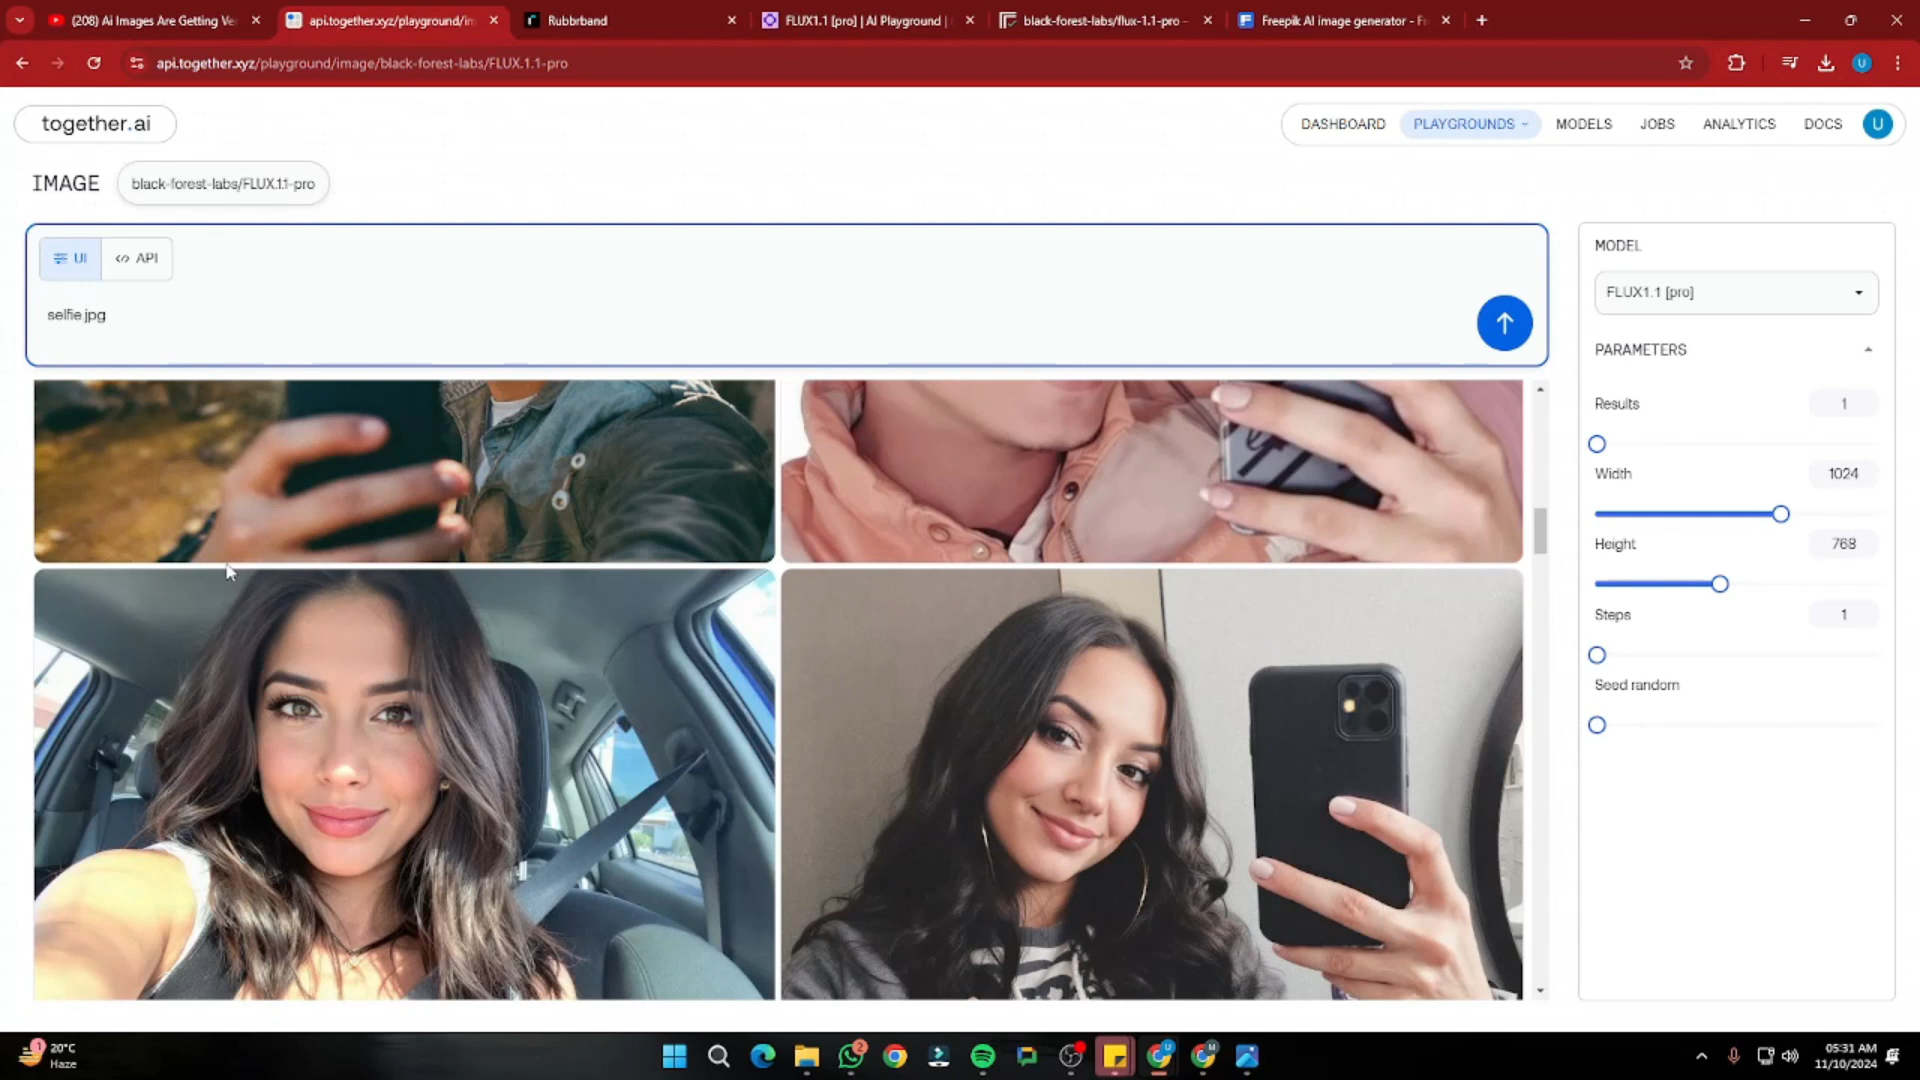 (208) Ai Images Are Getting Ve
api.together.xyz/playground/im
Rubbrband
FLUX1.1 [pro] | AI Playground |
black-forest-labs/flux-1.1-pro –
Freepik AI image generator - F
api.together.xyz/playground/image/black-forest-labs/FLUX.1.1-pro
U
together.ai
DASHBOARD
PLAYGROUNDS
MODELS
JOBS
ANALYTICS
DOCS
U
IMAGE
black-forest-labs/FLUX.1.1-pro
UI
API
selfie.jpg
MODEL
FLUX1.1 [pro]
PARAMETERS
Results
1
Width
1024
Height
768
Steps
1
Seed random
1
20°C
Haze
2
U
M
05:31 AM
11/10/2024